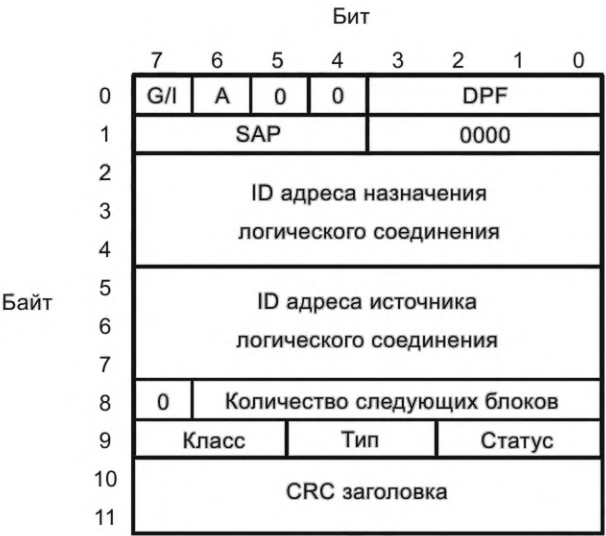 Бит
7 6 5 4 3 2 1 0
0 G/I A 0 0 DPF
1 SAP 0000
2
ID адреса назначения
3
логического соединения
4
Байт
5
ID адреса источника
6
логического соединения
7
8 0 Количество следующих блоков
9 Класс Тип Статус
10
CRC заголовка
11